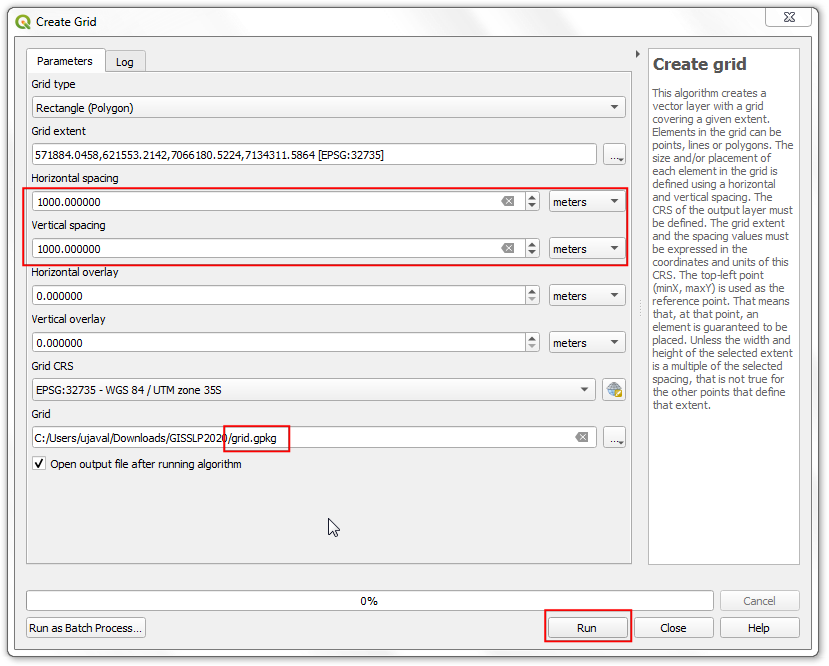 Create Grid
Parameters
Log
Grid type
Rectangle (Polygon)
Grid extent
571884.0458,621553.2142,7066180.5224,7134311.5864 [EPSG:32735]
...
Horizontal spacing
1000.000000
meters
Vertical spacing
1000.000000
meters
Horizontal overlay
0.000000
meters
Vertical overlay
0.000000
meters
Grid CRS
EPSG:32735 - WGS 84 / UTM zone 35S
Grid
C:/Users/ujaval/Downloads/GISSLP2020/grid.gpkg
...
Open output file after running algorithm
Create grid
This algorithm creates a
vector layer with a grid
covering a given extent.
Elements in the grid can be
points, lines or polygons. The
size and/or placement of
each element in the grid is
defined using a horizontal
and vertical spacing. The
CRS of the output layer must
be defined. The grid extent
and the spacing values must
be expressed in the
coordinates and units of this
CRS. The top-left point
(minX, maxY) is used as the
reference point. That means
that, at that point, an
element is guaranteed to be
placed. Unless the width and
height of the selected extent
is a multiple of the selected
spacing, that is not true for
the other points that define
that extent.
0%
Cancel
Run as Batch Process...
Run
Close
Help